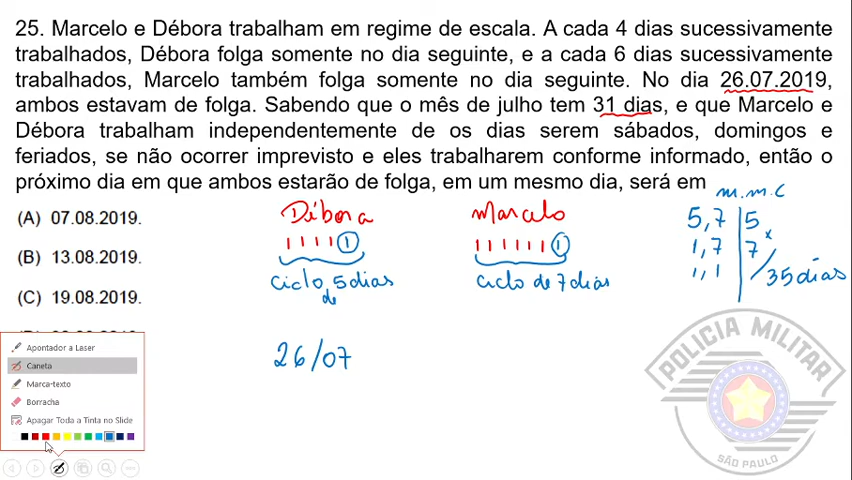 25. Marcelo e Débora trabalham em regime de escala. A cada 4 dias sucessivamente
trabalhados, Débora folga somente no dia seguinte, e a cada 6 dias sucessivamente
trabalhados, Marcelo também folga somente no dia seguinte. No dia 26.07.2019,
ambos estavam de folga. Sabendo que o mês de julho tem 31 dias, e que Marcelo e
Débora trabalham independentemente de os dias serem sábados, domingos e
feriados, se não ocorrer imprevisto e eles trabalharem conforme informado, então o
próximo dia em que ambos estarão de folga, em um mesmo dia, será em
m.m.c
(A) 07.08.2019.
Débora
Marcelo
5,7 5
1,7 7
1,1 35 dias
x
(B) 13.08.2019.
ciclo de 5 dias
ciclo de 7 dias
(C) 19.08.2019.
26/07
Apontador a Laser
Caneta
Marca-texto
Borracha
Apagar Toda a Tinta no Slide
POLICIA MILITAR
SÃO PAULO